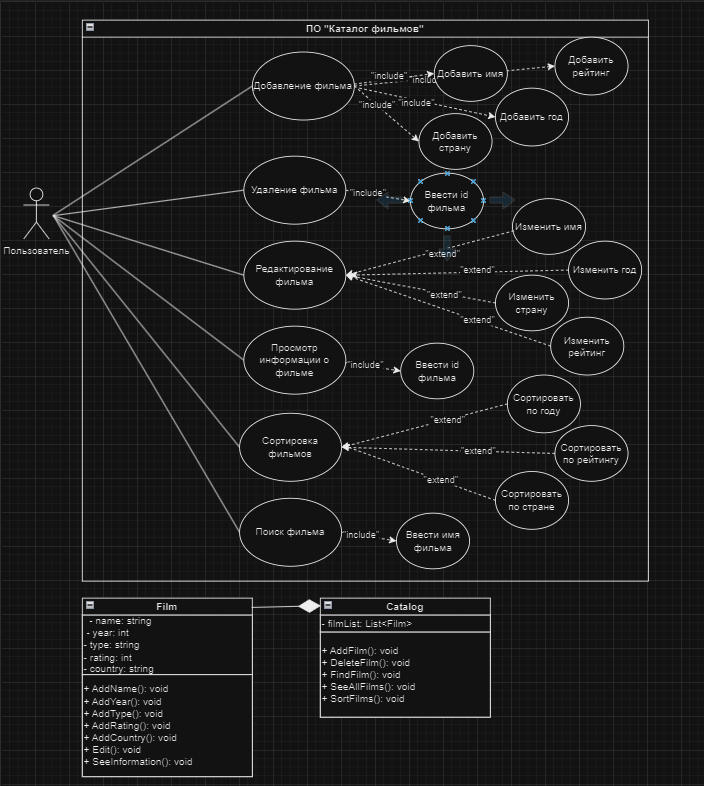 ПО "Каталог фильмов"
Добавить
рейтинг
Добавить имя
"include"
Добавление фильма
"include"
"include"
Добавить год
Добавить
страну
Удаление фильма
"include"
Ввести id
фильма
Пользователь
Изменить имя
"extend"
Редактирование
фильма
"extend"
Изменить год
"extend"
Изменить
страну
"extend"
Изменить
рейтинг
Просмотр
информации о
фильме
"include"
Ввести id
фильма
Сортировать
по году
"extend"
Сортировка
фильмов
"extend"
Сортировать
по рейтингу
"extend"
Сортировать
по стране
Поиск фильма
"include"
Ввести имя
фильма
Film
- name: string
- year: int
- type: string
- rating: int
- country: string
+ AddName(): void
+ AddYear(): void
+ AddType(): void
+ AddRating(): void
+ AddCountry(): void
+ Edit(): void
+ SeeInformation(): void
Catalog
- filmList: List<Film>
+ AddFilm(): void
+ DeleteFilm(): void
+ FindFilm(): void
+ SeeAllFilms(): void
+ SortFilms(): void